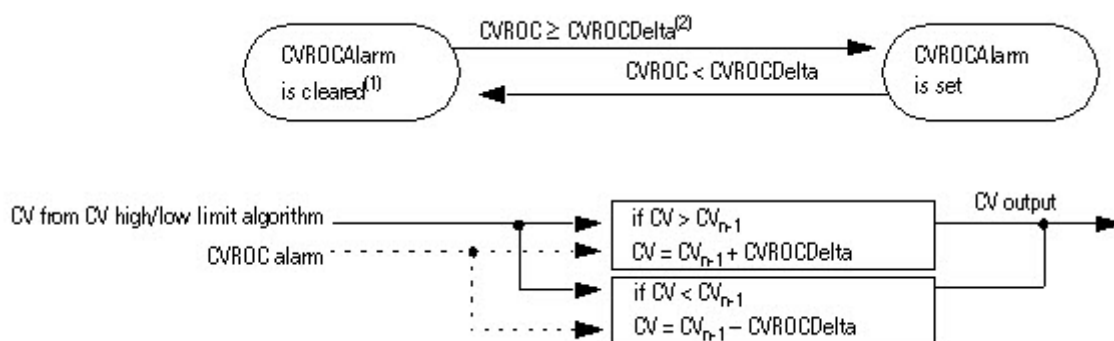 CVROC ≥ CVROCDelta(2)
CVROCAlarm
is cleared(1)
CVROC < CVROCDelta
CVROCAlarm
is set
CV from CV high/low limit algorithm
CVROC alarm
if CV > CVn-1
CV = CVn-1 + CVROCDelta
CV output
if CV < CVn-1
CV = CVn-1 – CVROCDelta